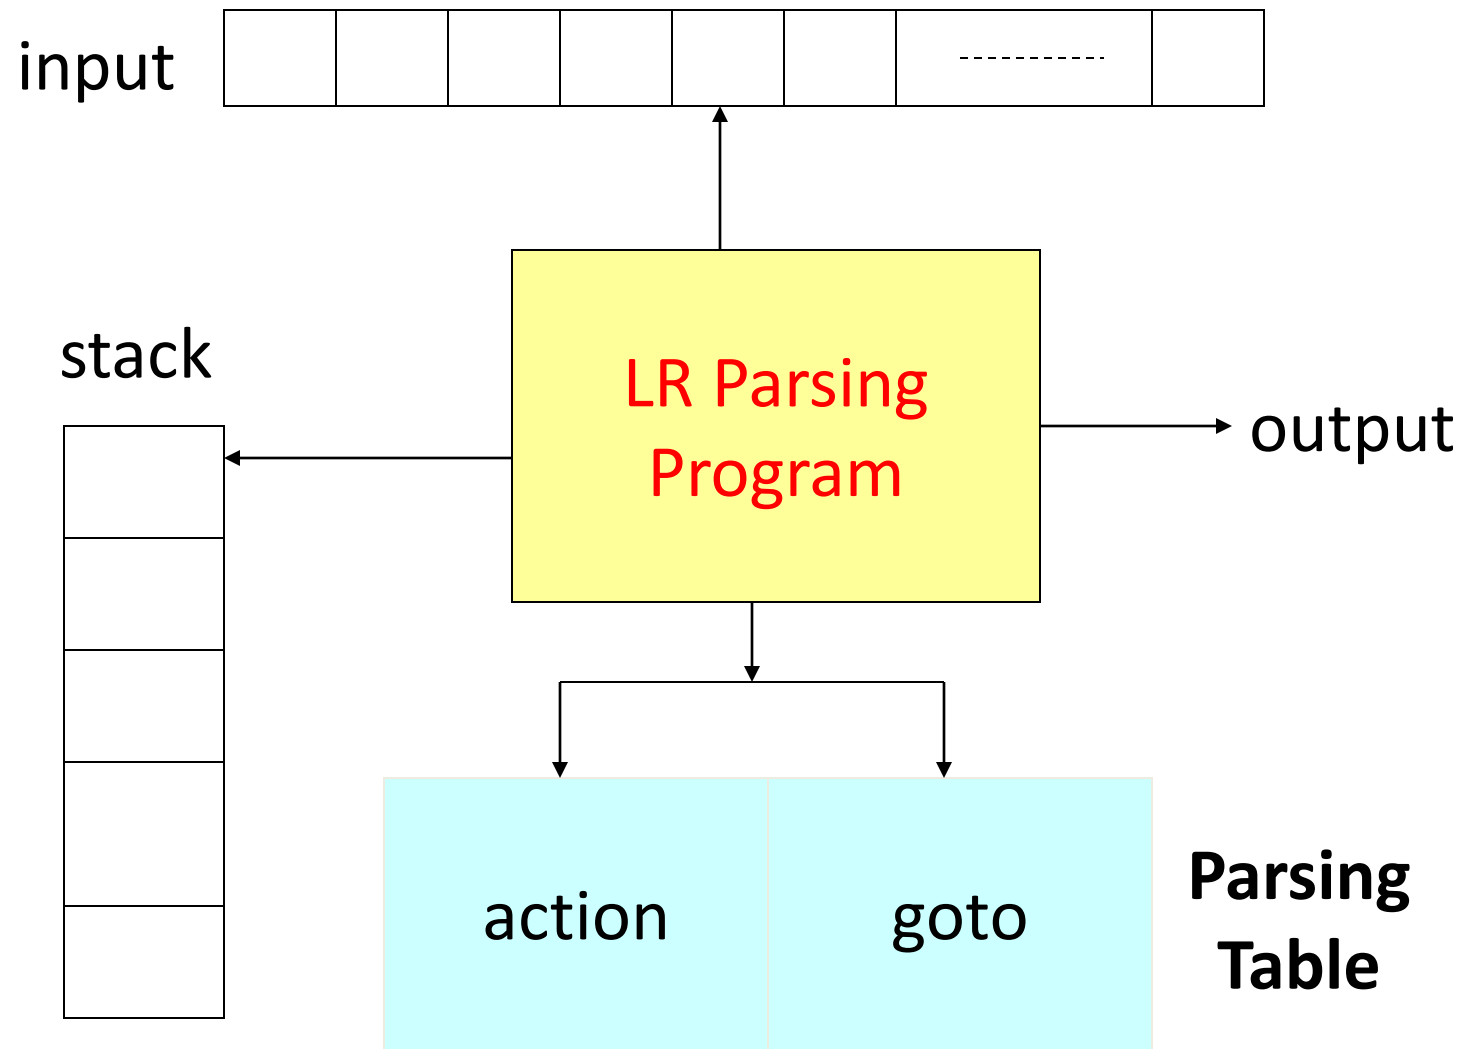 input
stack
LR Parsing
Program
output
action
goto
Parsing
Table